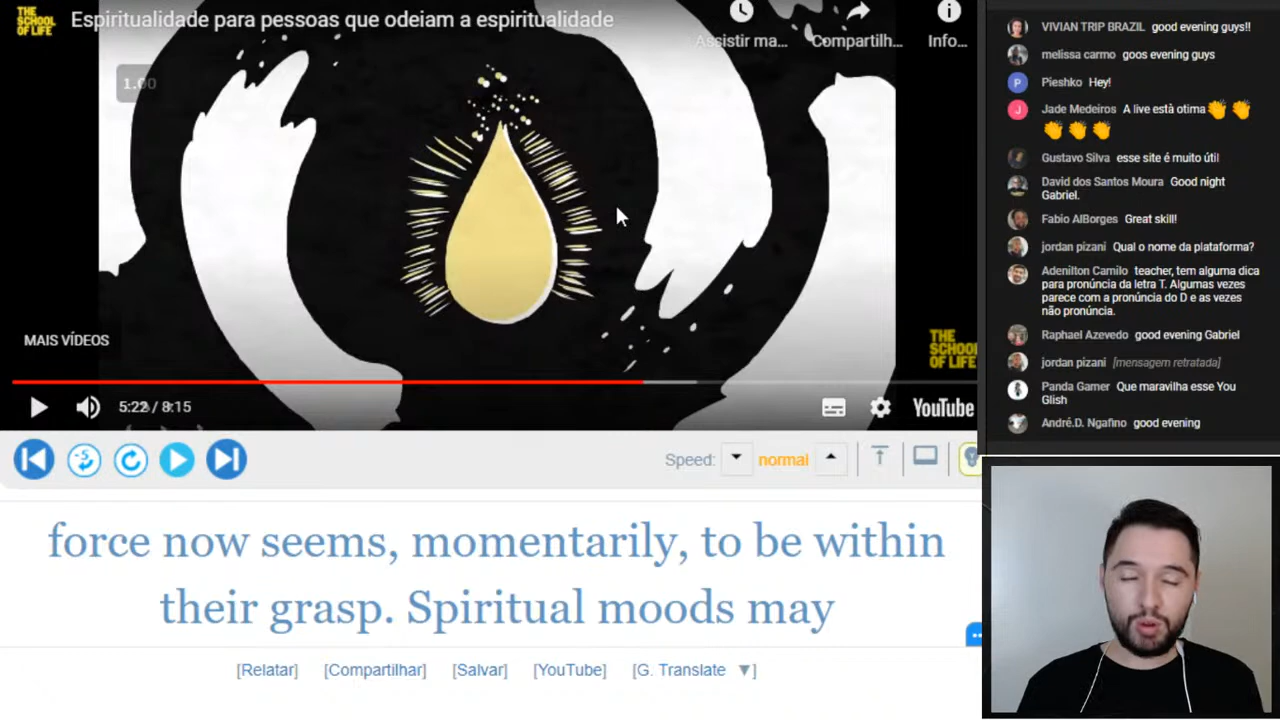 THE SCHOOL OF LIFE
Espiritualidade para pessoas que odeiam a espiritualidade
Assistir ma...
Compartilh...
Info...
1.00
MAIS VÍDEOS
THE SCHOOL OF LIFE
5:22 / 8:15
YouTube
Speed:
normal
force now seems, momentarily, to be within
their grasp. Spiritual moods may
[Relatar] [Compartilhar] [Salvar] [YouTube] [G. Translate ▼]
VIVIAN TRIP BRAZIL good evening guys!!
melissa carmo goos evening guys
P Pieshko Hey!
J Jade Medeiros A live està otima👏 👏
👏 👏 👏
Gustavo Silva esse site é muito útil
David dos Santos Moura Good night
Gabriel.
Fabio AlBorges Great skill!
jordan pizani Qual o nome da plataforma?
Adenilton Camilo teacher, tem alguma dica
para pronúncia da letra T. Algumas vezes
parece com a pronúncia do D e as vezes
não pronúncia.
Raphael Azevedo good evening Gabriel
jordan pizani [mensagem retratada]
Panda Gamer Que maravilha esse You
Glish
André.D. Ngafino good evening